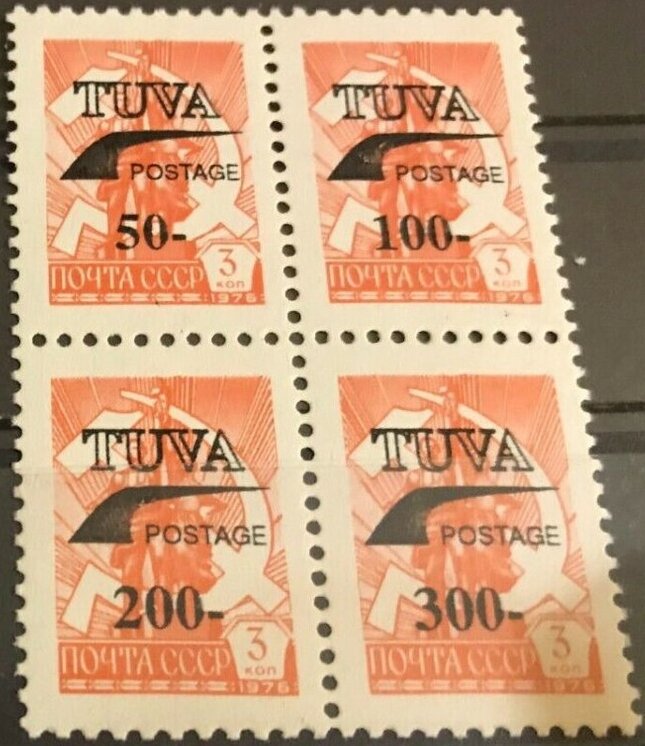 TUVA
POSTAGE
50-
ПОЧТА СССР
3
коп
1976
TUVA
POSTAGE
100-
ПОЧТА СССР
3
коп
1976
TUVA
POSTAGE
200-
ПОЧТА СССР
3
коп
1976
TUVA
POSTAGE
300-
ПОЧТА СССР
3
коп
1976